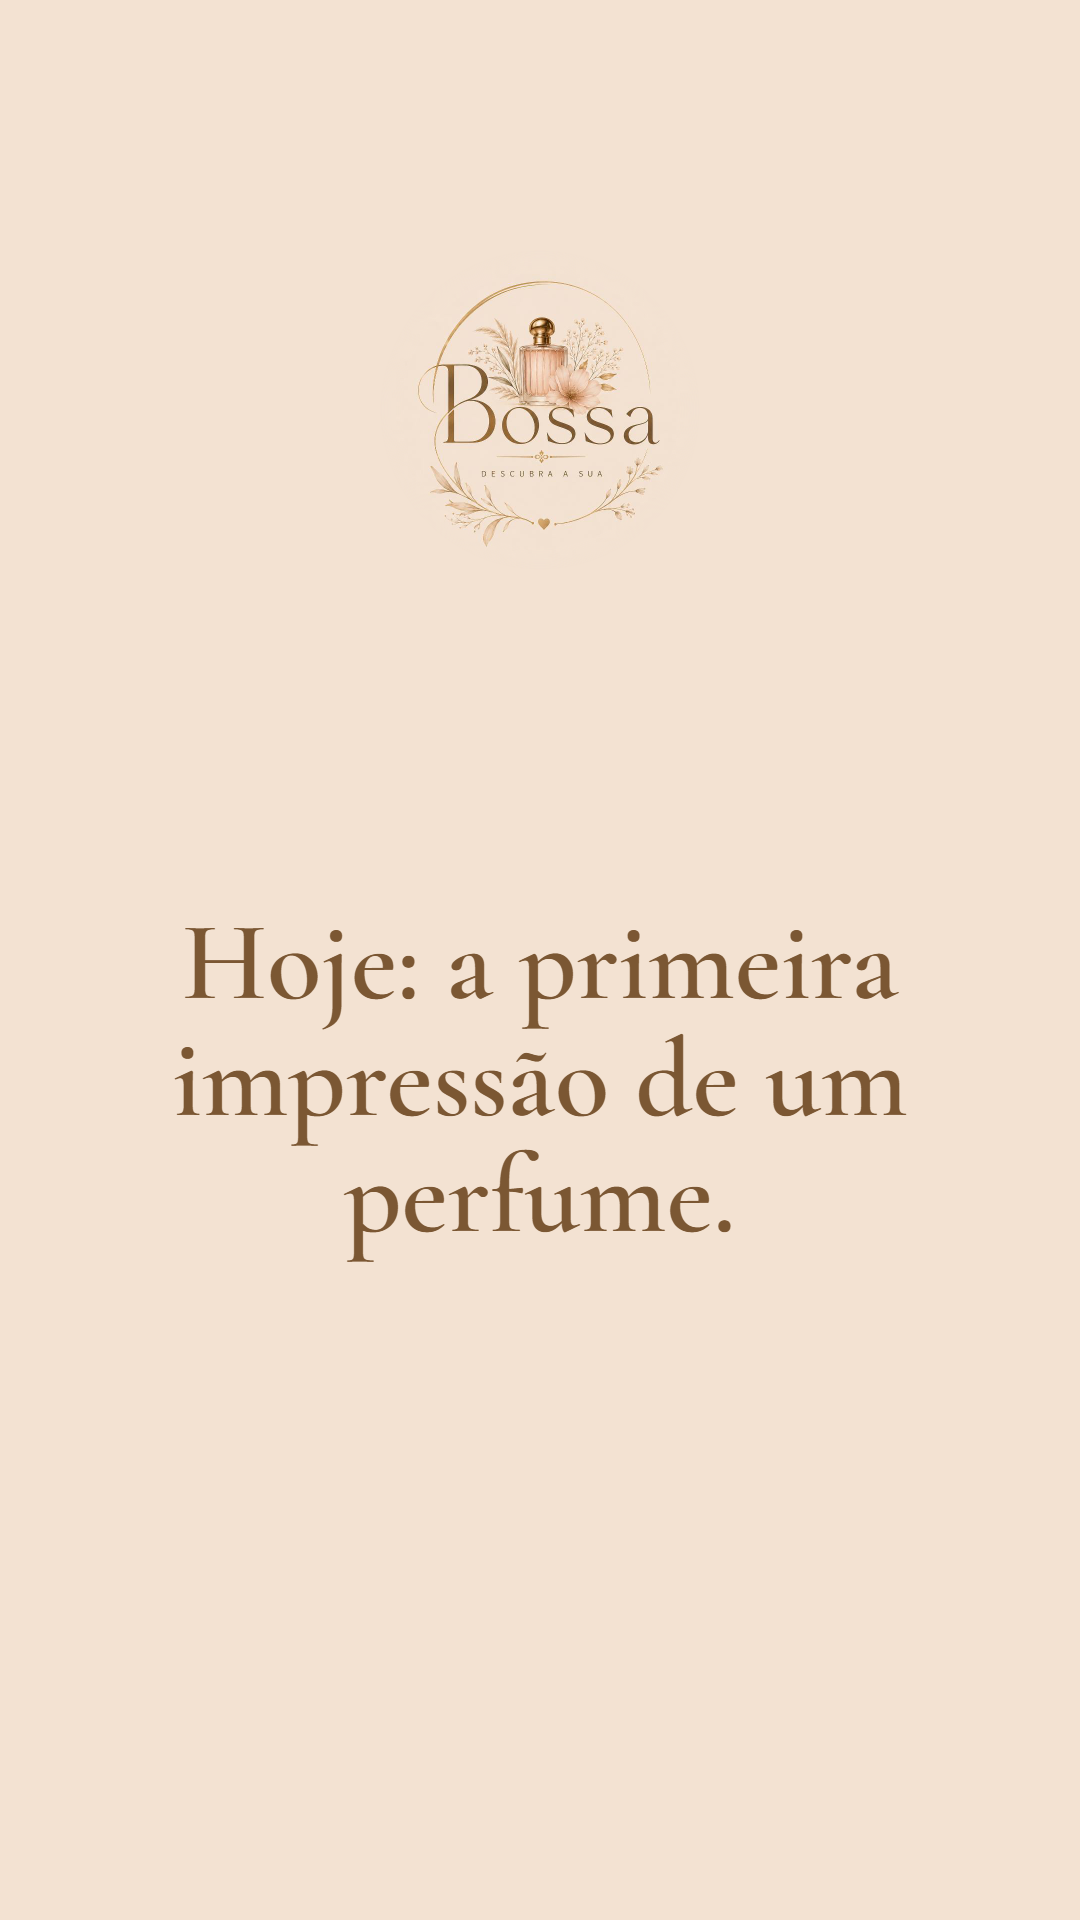 Bossa
DESCUBRA A SUA
Hoje: a primeira
impressão de um
perfume.